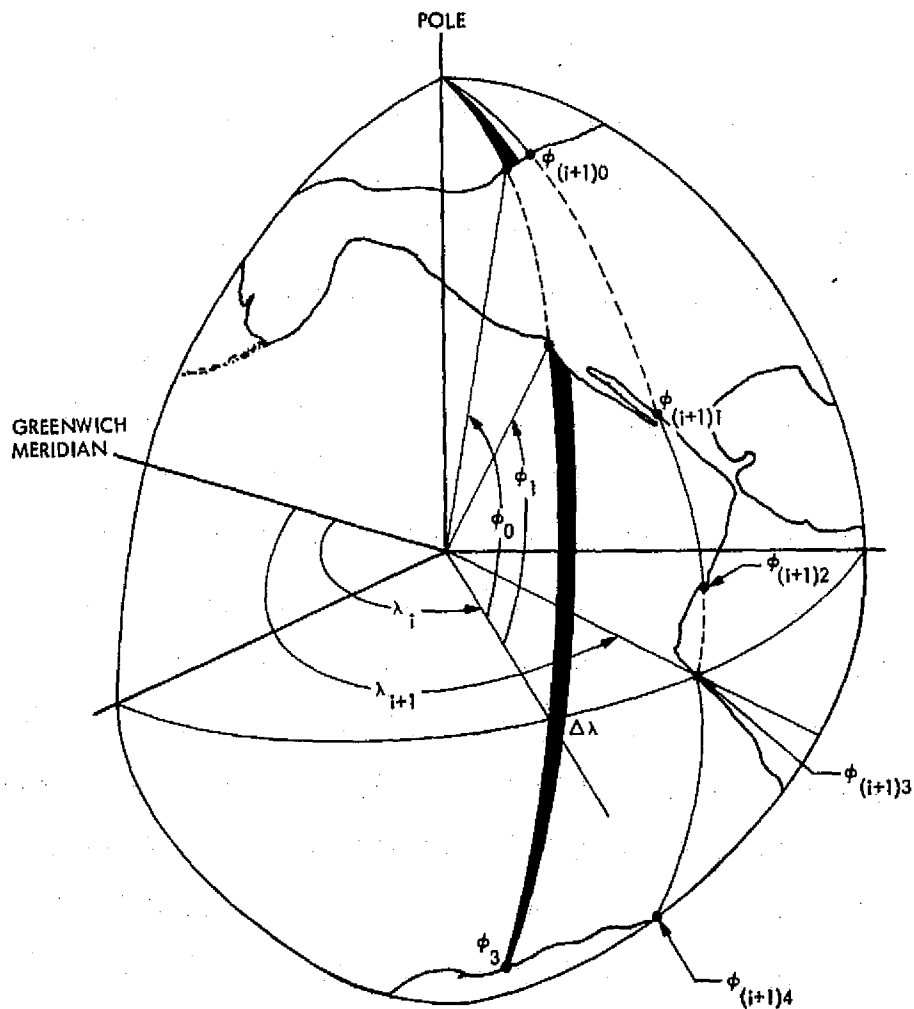 POLE
ϕ(i+1)0
ϕ(i+1)1
GREENWICH
MERIDIAN
ϕ1
ϕ0
ϕ(i+1)2
λi
λi+1
Δλ
ϕ(i+1)3
ϕ3
ϕ(i+1)4